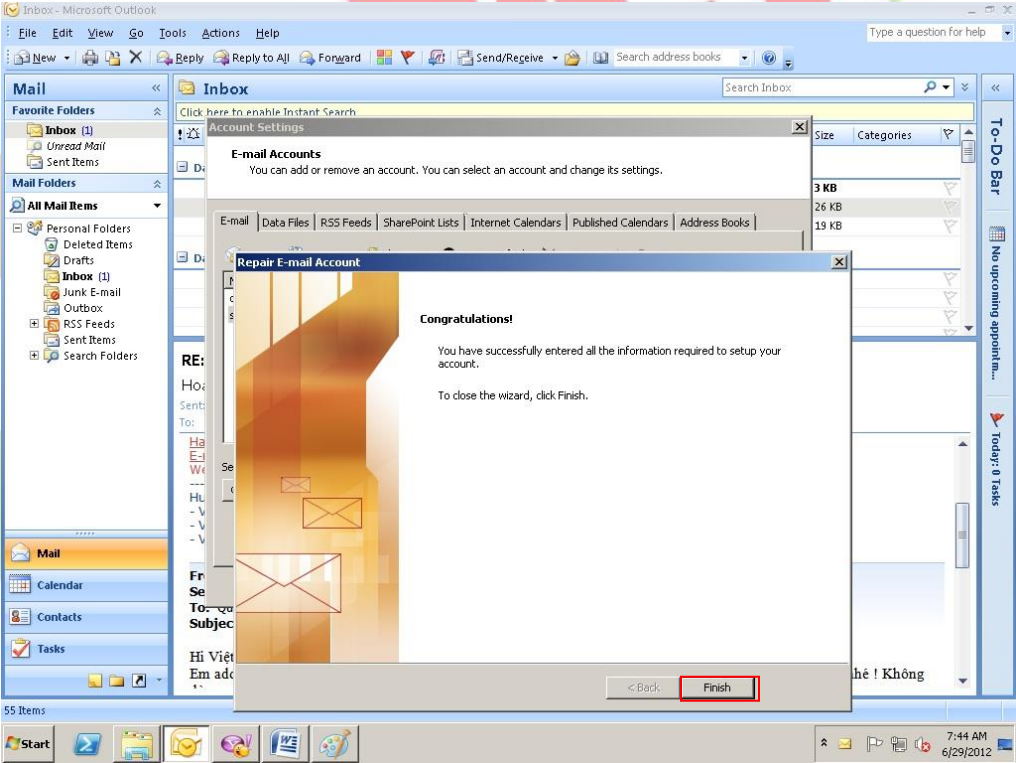 Inbox - Microsoft Outlook
File Edit View Go Tools Actions Help
Type a question for help
New Reply Reply to All Forward Send/Receive Search address books
Mail
Inbox
Search Inbox
Favorite Folders
Click here to enable Instant Search
Inbox (1)
Unread Mail
Sent Items
Account Settings
Size Categories
E-mail Accounts
You can add or remove an account. You can select an account and change its settings.
Mail Folders
3 KB
All Mail Items
26 KB
E-mail Data Files RSS Feeds SharePoint Lists Internet Calendars Published Calendars Address Books
19 KB
Personal Folders
Deleted Items
Drafts
Inbox (1)
Junk E-mail
Outbox
RSS Feeds
Sent Items
Search Folders
Repair E-mail Account
Congratulations!
You have successfully entered all the information required to setup your
account.
To close the wizard, click Finish.
< Back Finish
RE:
Sent:
To:
To:
Subjec
Hi Việt
hé ! Không
To-Do Bar
No upcoming appointm...
Today: 0 Tasks
Mail
Calendar
Contacts
Tasks
55 Items
Start
7:44 AM
6/29/2012